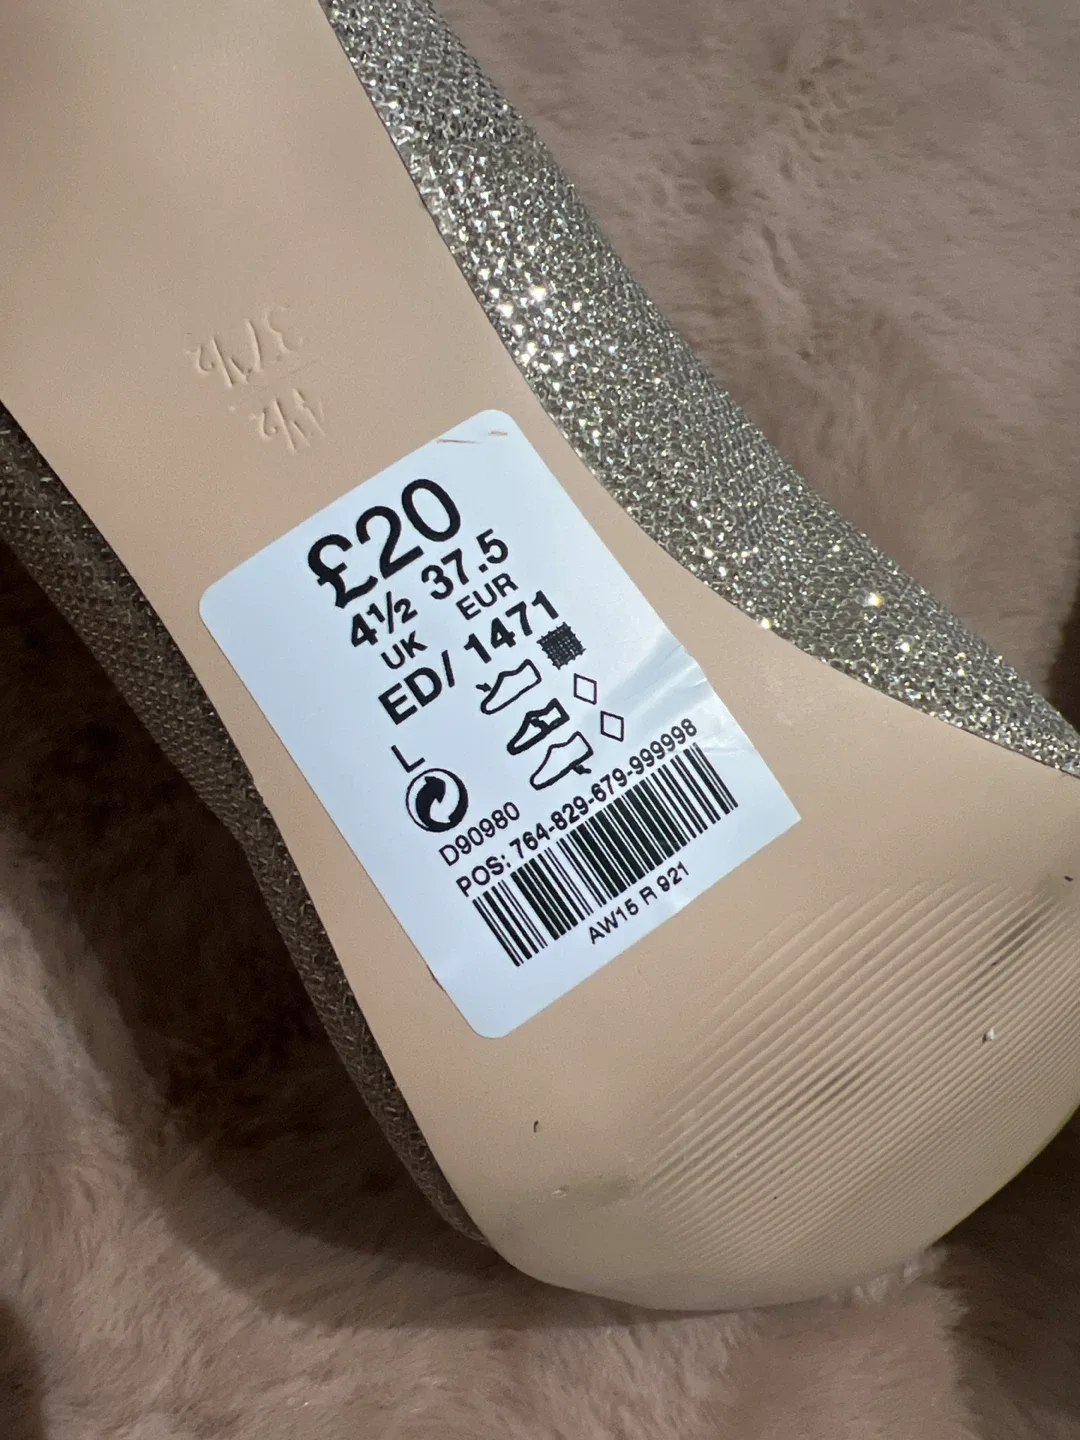 37½
4½
£20
4½ 37.5
UK EUR
ED/ 1471
L
D90980
POS: 764-829-679-999998
AW15 R 921